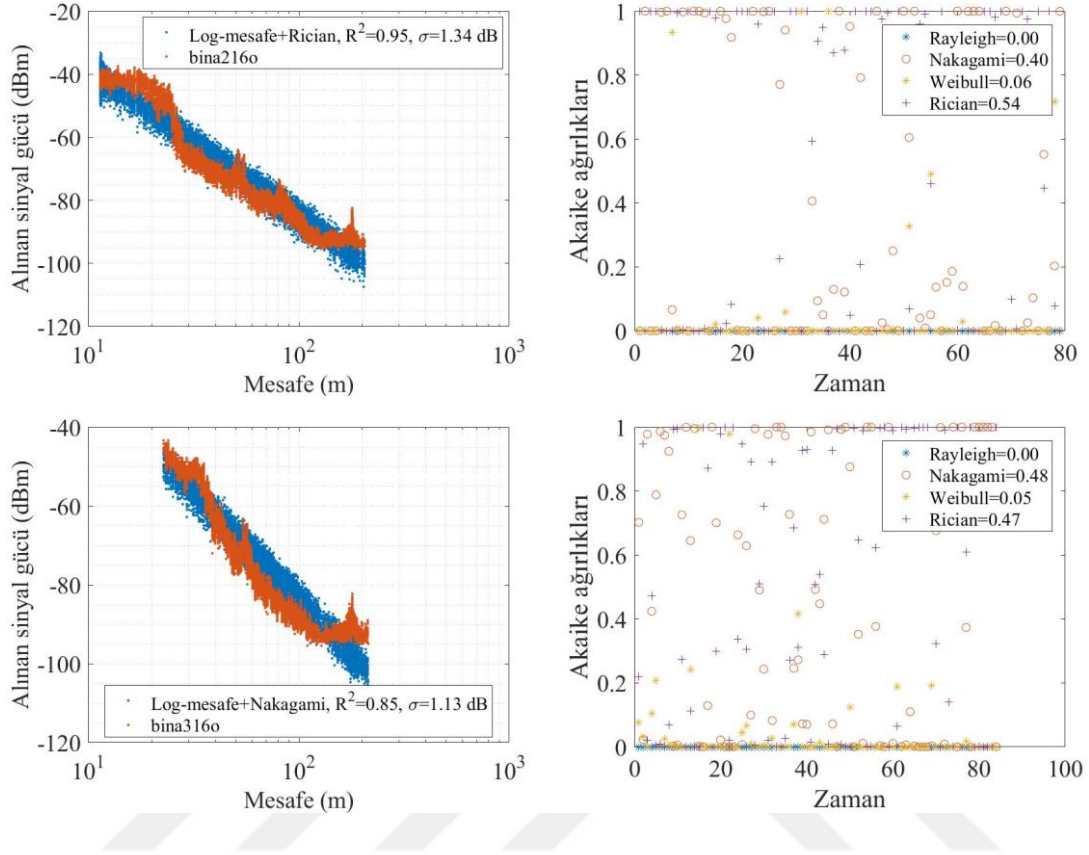 Log-mesafe+Rician, R²=0.95, σ=1.34 dB
bina216o
Alınan sinyal gücü (dBm)
-20
-40
-60
-80
-100
-120
10¹
10²
10³
Mesafe (m)
Rayleigh=0.00
Nakagami=0.40
Weibull=0.06
Rician=0.54
Akaike ağırlıkları
1
0.8
0.6
0.4
0.2
0
0
20
40
60
80
Zaman
Log-mesafe+Nakagami, R²=0.85, σ=1.13 dB
bina316o
Alınan sinyal gücü (dBm)
-40
-60
-80
-100
-120
10¹
10²
10³
Mesafe (m)
Rayleigh=0.00
Nakagami=0.48
Weibull=0.05
Rician=0.47
Akaike ağırlıkları
1
0.8
0.6
0.4
0.2
0
0
20
40
60
80
100
Zaman